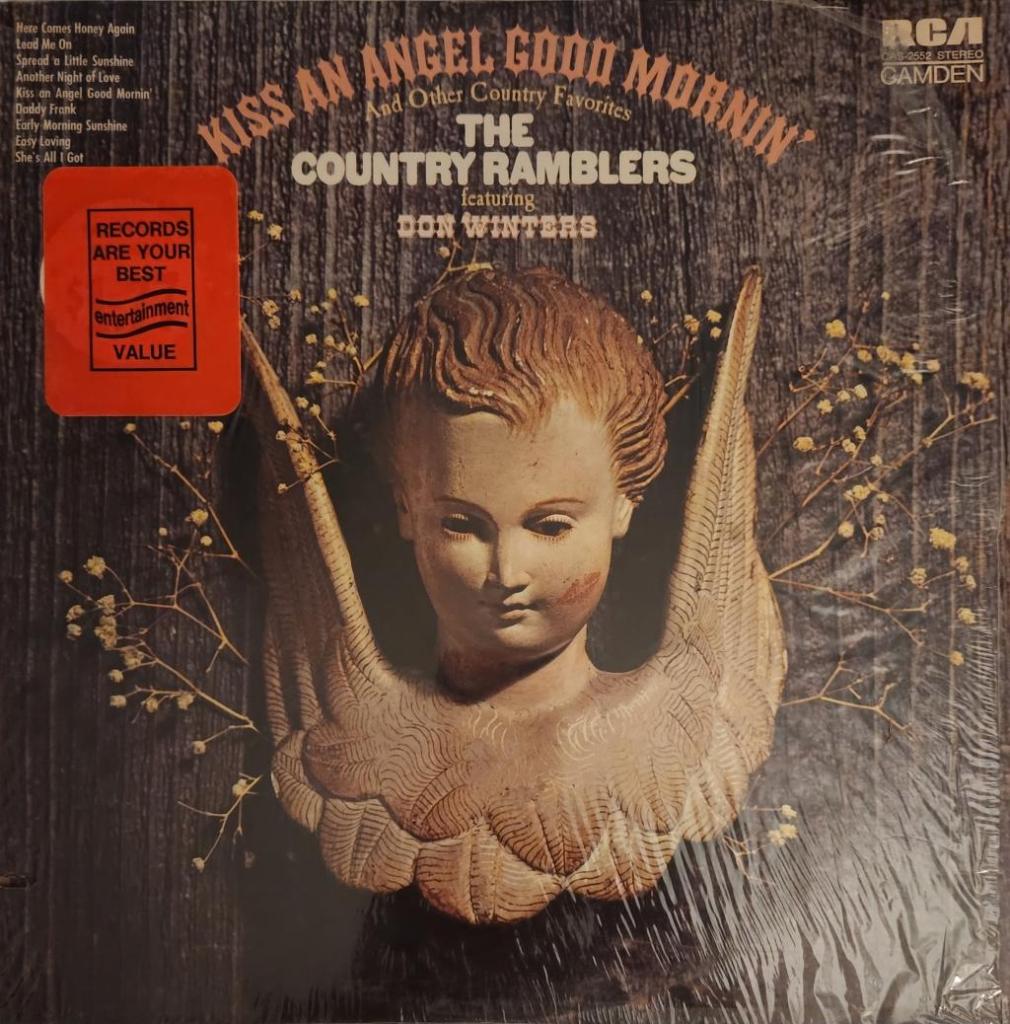 Here Comes Honey Again
Lead Me On
Spread a Little Sunshine
Another Night of Love
Kiss an Angel Good Mornin'
Daddy Frank
Early Morning Sunshine
Easy Loving
She's All I Got
KISS AN ANGEL GOOD MORNIN'
And Other Country Favorites
THE
COUNTRY RAMBLERS
featuring
DON WINTERS
RCA
CAS-2552 STEREO
CAMDEN
RECORDS
ARE YOUR
BEST
entertainment
VALUE